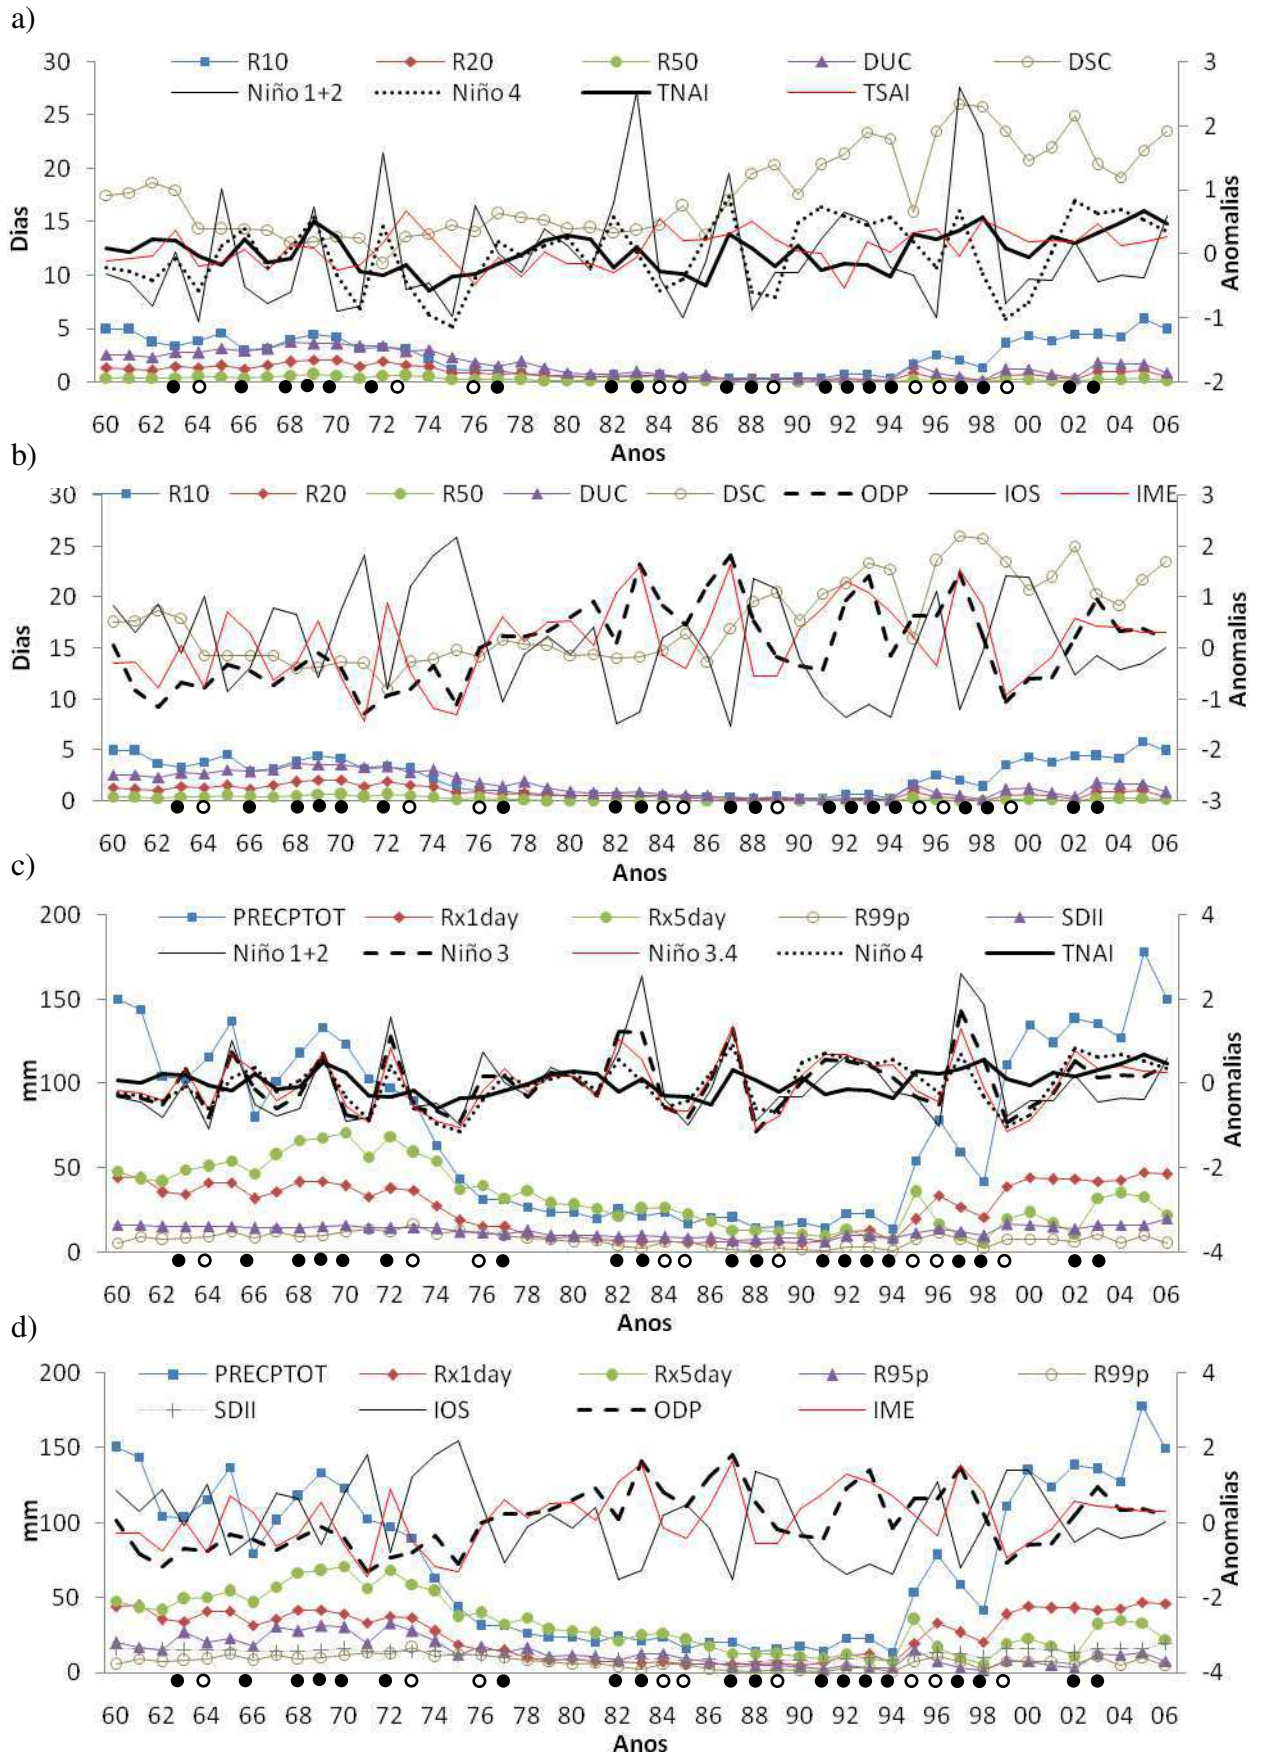 a)
R10 R20 R50 DUC DSC
Niño 1+2 Niño 4 TNAI TSAI
30 25 20 15 10 5 0
Dias
3 2 1 0 -1 -2
Anomalias
60 62 64 66 68 70 72 74 76 78 80 82 84 86 88 90 92 94 96 98 00 02 04 06
Anos
b)
R10 R20 R50 DUC DSC ODP IOS IME
30 25 20 15 10 5 0
Dias
3 2 1 0 -1 -2 -3
Anomalias
60 62 64 66 68 70 72 74 76 78 80 82 84 86 88 90 92 94 96 98 00 02 04 06
Anos
c)
PRECPTOT Rx1day Rx5day R99p SDII
Niño 1+2 Niño 3 Niño 3.4 Niño 4 TNAI
200 150 100 50 0
mm
4 2 0 -2 -4
Anomalias
60 62 64 66 68 70 72 74 76 78 80 82 84 86 88 90 92 94 96 98 00 02 04 06
Anos
d)
PRECPTOT Rx1day Rx5day R95p R99p
SDII IOS ODP IME
200 150 100 50 0
mm
4 2 0 -2 -4
Anomalias
60 62 64 66 68 70 72 74 76 78 80 82 84 86 88 90 92 94 96 98 00 02 04 06
Anos